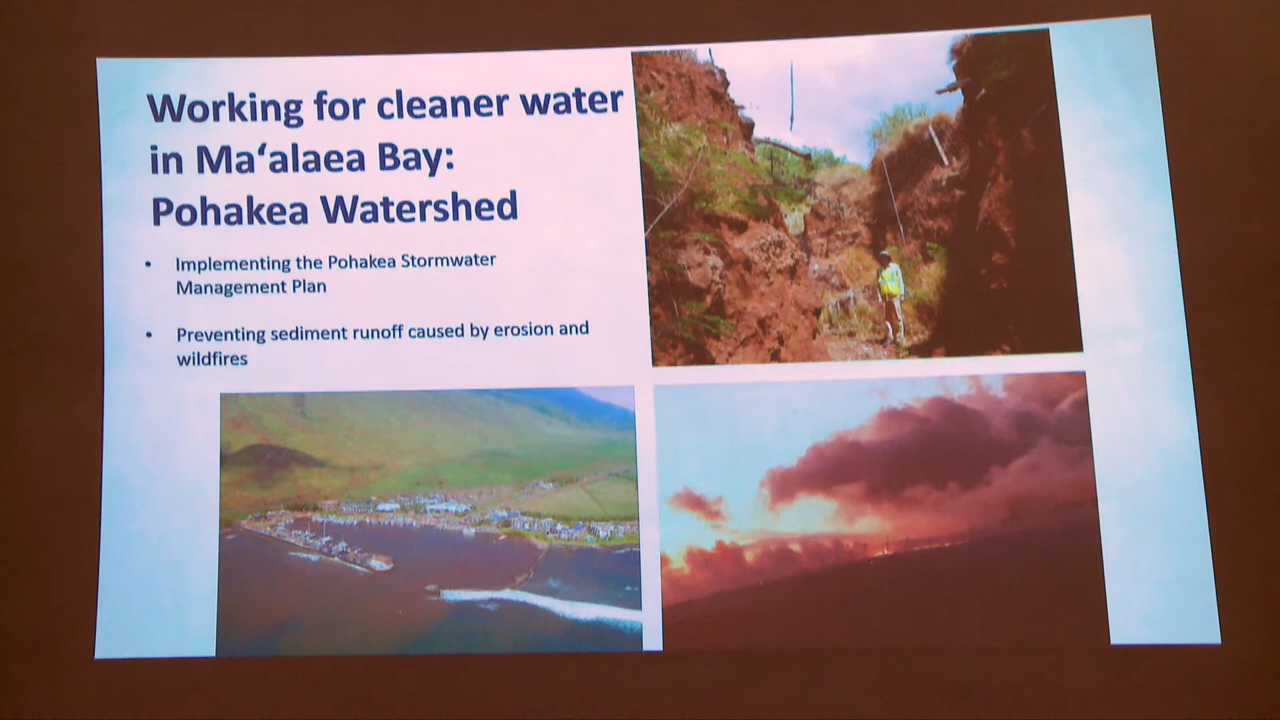 Working for cleaner water
in Ma‘alaea Bay:
Pohakea Watershed
• Implementing the Pohakea Stormwater
Management Plan
• Preventing sediment runoff caused by erosion and
wildfires